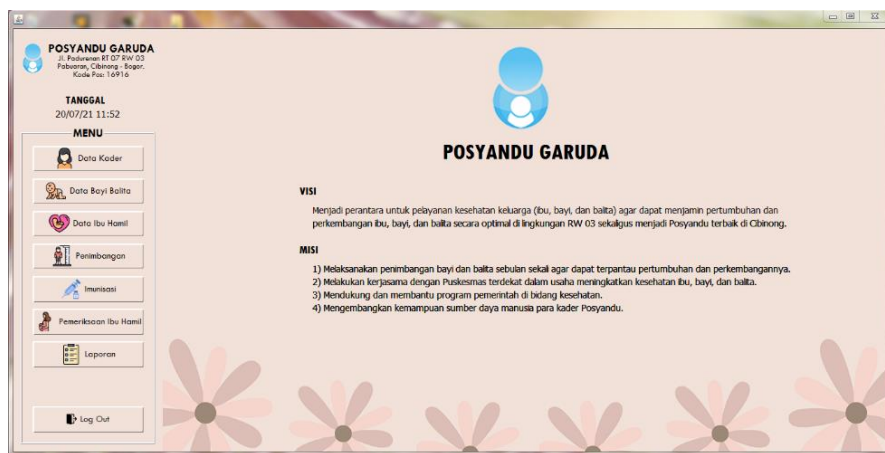 POSYANDU GARUDA
Jl. Padurenan RT 07 RW 03
Pabuaran, Cibinong - Bogor.
Kode Pos: 16916
TANGGAL
20/07/21 11:52
MENU
Data Kader
Data Bayi Balita
Data Ibu Hamil
Penimbangan
Imunisasi
Pemeriksaan Ibu Hamil
Laporan
Log Out
POSYANDU GARUDA
VISI
Menjadi perantara untuk pelayanan kesehatan keluarga (ibu, bayi, dan balita) agar dapat menjamin pertumbuhan dan
perkembangan ibu, bayi, dan balita secara optimal di lingkungan RW 03 sekaligus menjadi Posyandu terbaik di Cibinong.
MISI
1) Melaksanakan penimbangan bayi dan balita sebulan sekali agar dapat terpantau pertumbuhan dan perkembangannya.
2) Melakukan kerjasama dengan Puskesmas terdekat dalam usaha meningkatkan kesehatan ibu, bayi, dan balita.
3) Mendukung dan membantu program pemerintah di bidang kesehatan.
4) Mengembangkan kemampuan sumber daya manusia para kader Posyandu.